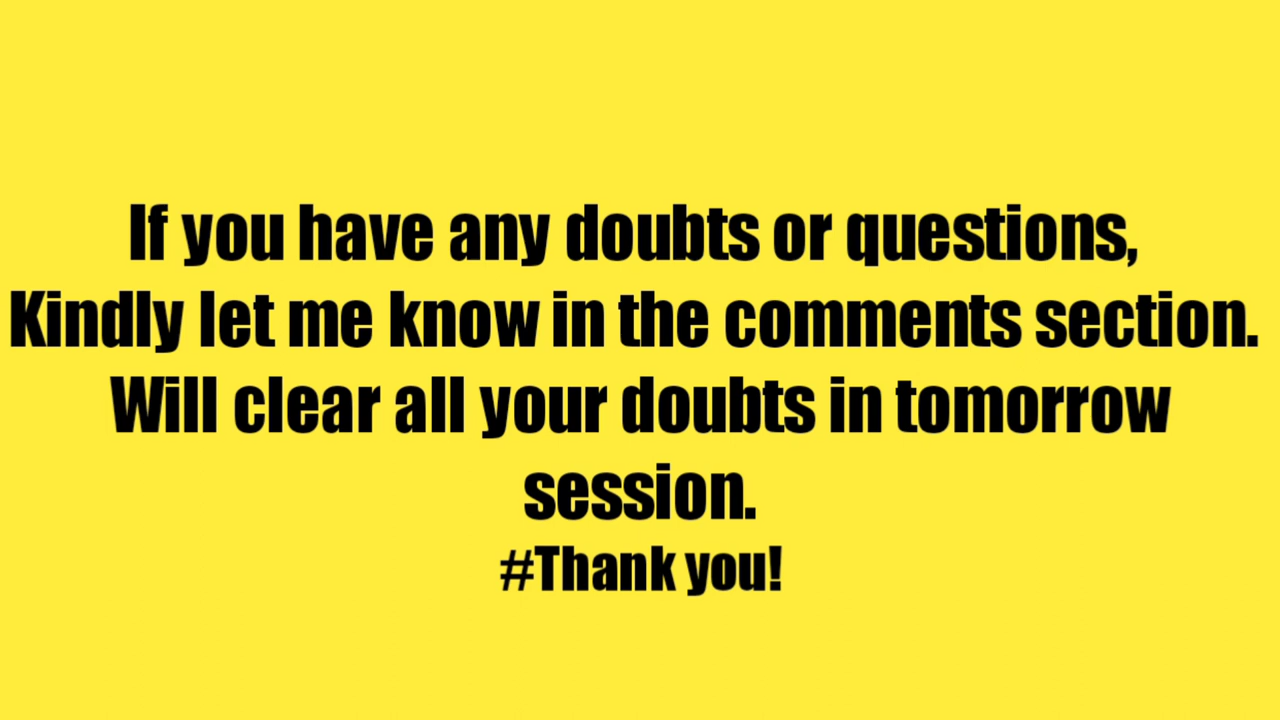 If you have any doubts or questions,
Kindly let me know in the comments section.
Will clear all your doubts in tomorrow
session.
#Thank you!